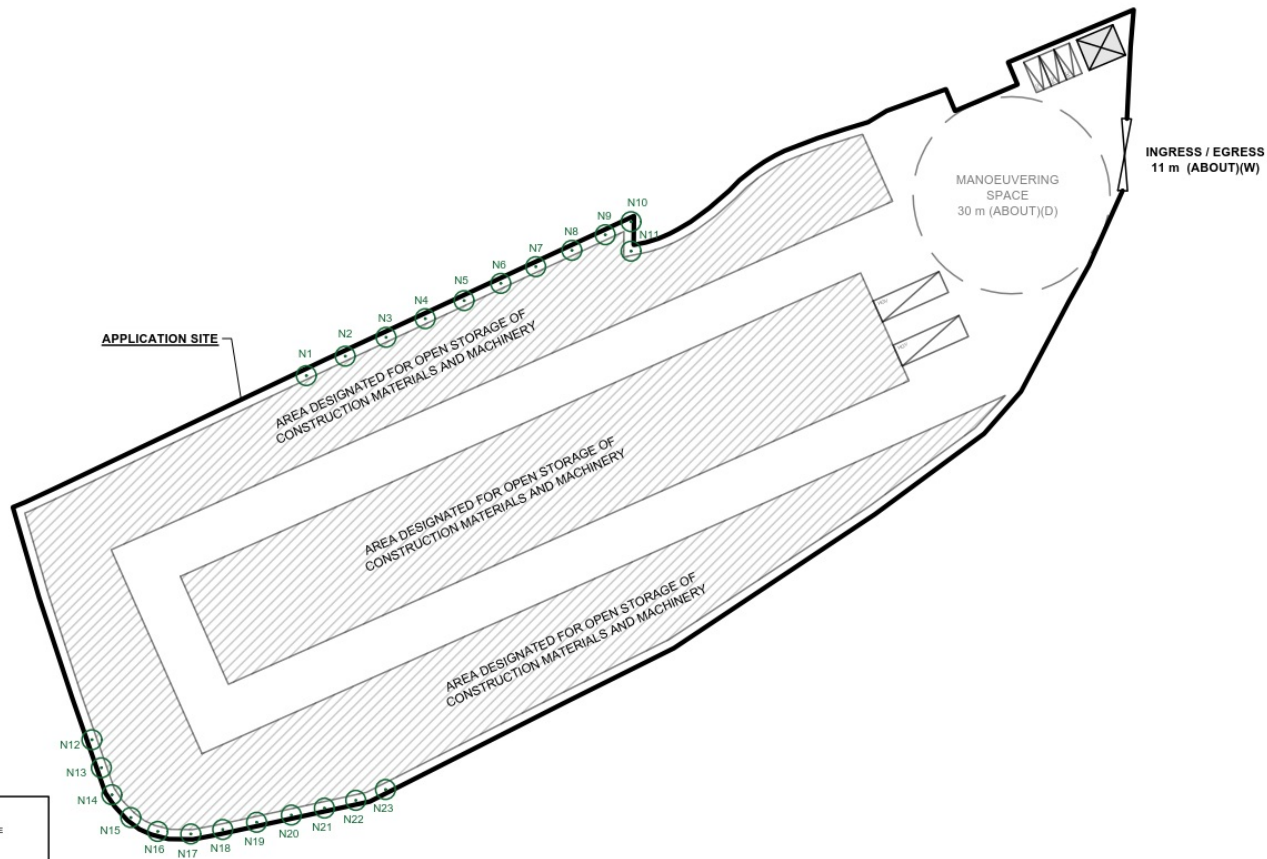 INGRESS / EGRESS
11 m (ABOUT)(W)
MANOEUVERING
SPACE
30 m (ABOUT)(D)
N10
N9
N11
N8
N7
N6
N5
N4
N3
N2
N1
APPLICATION SITE
AREA DESIGNATED FOR OPEN STORAGE OF
CONSTRUCTION MATERIALS AND MACHINERY
HGV
AREA DESIGNATED FOR OPEN STORAGE OF
CONSTRUCTION MATERIALS AND MACHINERY
AREA DESIGNATED FOR OPEN STORAGE OF
CONSTRUCTION MATERIALS AND MACHINERY
N12
N13
N14
N15
N16
N17
N18
N19
N20
N21
N22
N23